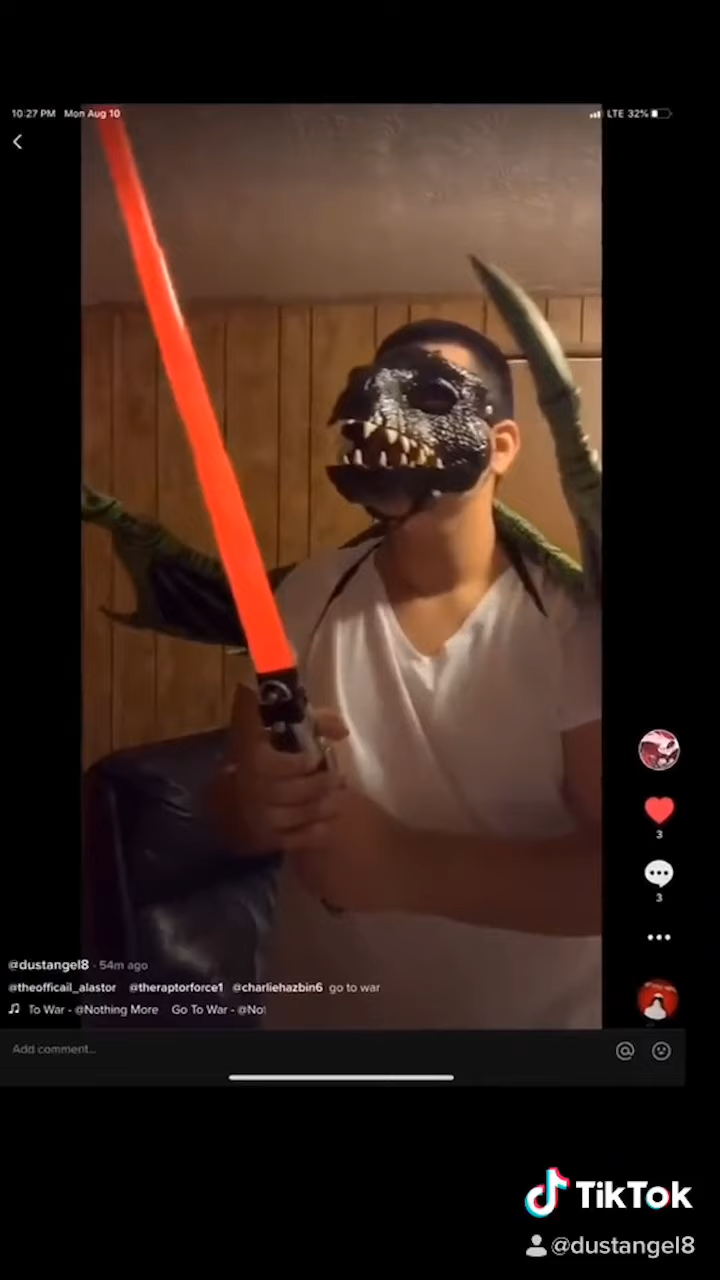 10:27 PM Mon Aug 10
LTE 32%
3
3
@dustangel8 · 54m ago
@theofficail_alastor @theraptorforce1 @charliehazbin6 go to war
To War - @Nothing More Go To War - @No
Add comment...
TikTok
@dustangel8